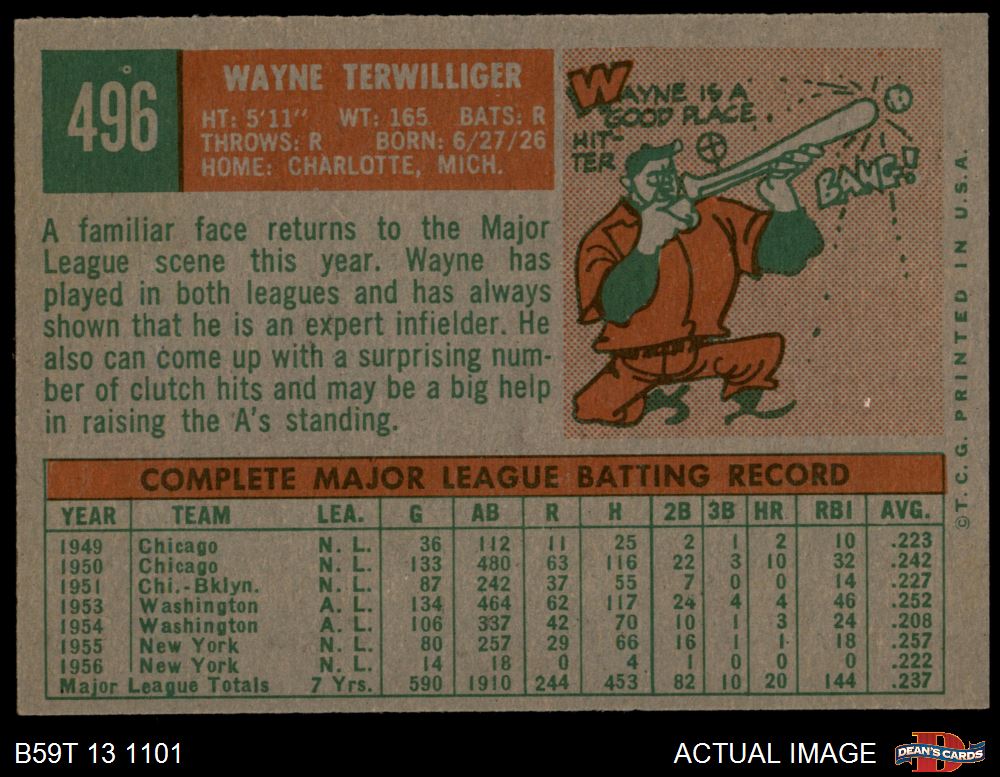 496
WAYNE TERWILLIGER
HT: 5'11" WT: 165 BATS: R
THROWS: R BORN: 6/27/26
HOME: CHARLOTTE, MICH.
A familiar face returns to the Major
League scene this year. Wayne has
played in both leagues and has always
shown that he is an expert infielder. He
also can come up with a surprising num-
ber of clutch hits and may be a big help
in raising the A's standing.
WAYNE IS A
GOOD PLACE
HIT-
TER
BANG!
©T.C.G. PRINTED IN U.S.A.
COMPLETE MAJOR LEAGUE BATTING RECORD
YEAR TEAM LEA. G AB R H 2B 3B HR RBI AVG.
1949 Chicago N. L. 36 112 11 25 2 1 2 10 .223
1950 Chicago N. L. 133 480 63 116 22 3 10 32 .242
1951 Chi.-Bklyn. N. L. 87 242 37 55 7 0 0 14 .227
1953 Washington A. L. 134 464 62 117 24 4 4 46 .252
1954 Washington A. L. 106 337 42 70 10 1 3 24 .208
1955 New York N. L. 80 257 29 66 16 1 1 18 .257
1956 New York N. L. 14 18 0 4 1 0 0 0 .222
Major League Totals 7 Yrs. 590 1910 244 453 82 10 20 144 .237
B59T 13 1101
ACTUAL IMAGE
DEAN'S CARDS